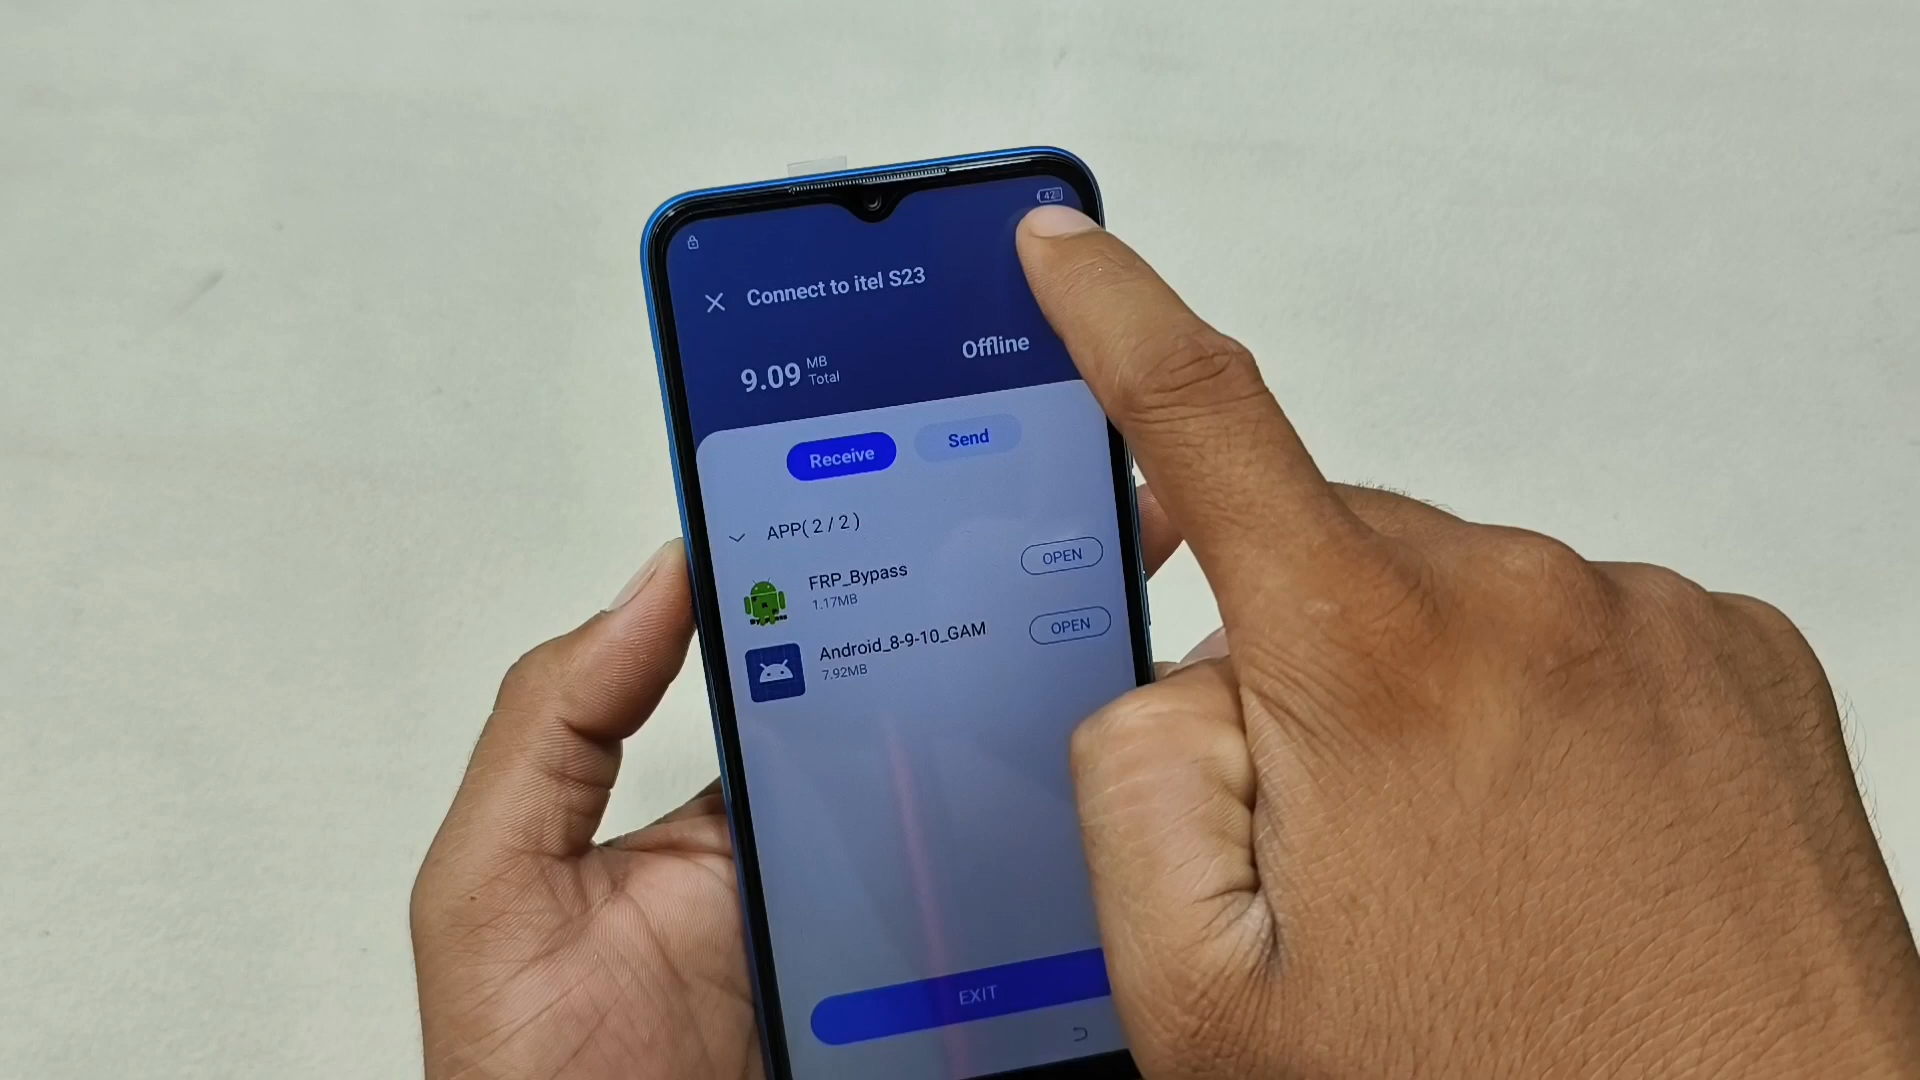 42
Connect to itel S23
9.09 MB Total
Offline
Receive
Send
APP( 2 / 2 )
FRP_Bypass
1.17MB
OPEN
Android_8-9-10_GAM
7.92MB
OPEN
EXIT